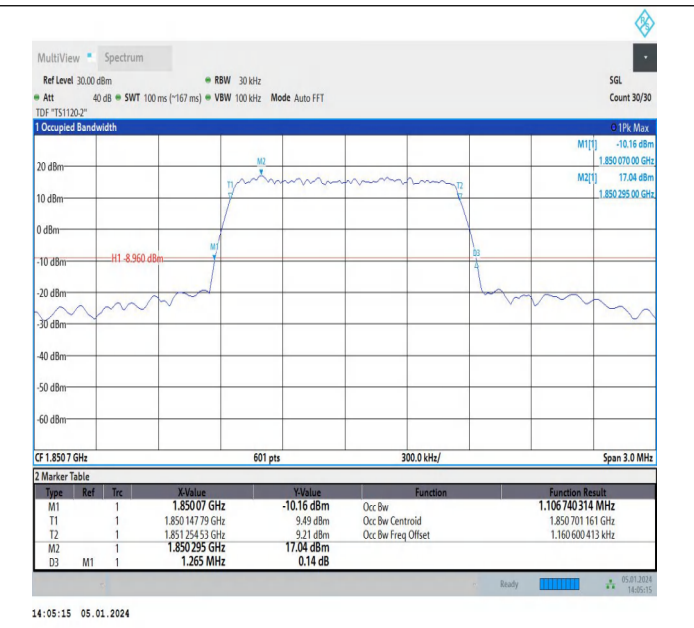 R&S
MultiView Spectrum
Ref Level 30.00 dBm RBW 30 kHz SGL
Att 40 dB SWT 100 ms (~167 ms) VBW 100 kHz Mode Auto FFT Count 30/30
TDF "TS1120-2"
1 Occupied Bandwidth 1Pk Max
M1[1] -10.16 dBm
1.850 070 00 GHz
M2[1] 17.04 dBm
1.850 295 00 GHz
M2
20 dBm
T1 T2
10 dBm
0 dBm
M1
D3
H1 -8.960 dBm
-10 dBm
-20 dBm
-30 dBm
-40 dBm
-50 dBm
-60 dBm
CF 1.850 7 GHz 601 pts 300.0 kHz/ Span 3.0 MHz
2 Marker Table
Type Ref Trc X-Value Y-Value Function Function Result
M1 1 1.85007 GHz -10.16 dBm Occ Bw 1.106 740 314 MHz
T1 1 1.850 147 79 GHz 9.49 dBm Occ Bw Centroid 1.850 701 161 GHz
T2 1 1.851 254 53 GHz 9.21 dBm Occ Bw Freq Offset 1.160 600 413 kHz
M2 1 1.850 295 GHz 17.04 dBm
D3 M1 1 1.265 MHz 0.14 dB
Ready 05.01.2024
14:05:15
14:05:15 05.01.2024